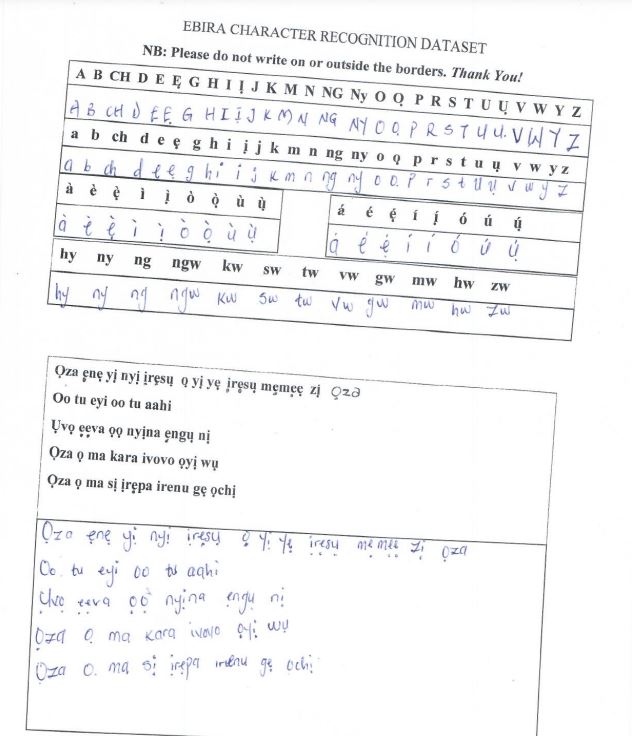 EBIRA CHARACTER RECOGNITION DATASET
NB: Please do not write on or outside the borders. Thank You!
A B CH D E Ẹ G H I Ị J K M N NG Ny O Ọ P R S T U Ụ V W Y Z
A B CH D E Ẹ G H I Ị J K M N NG NY O Ọ P R S T U Ụ V W Y Z
a b ch d e ẹ g h i ị j k m n ng ny o ọ p r s t u ụ v w y z
a b ch d e ẹ g h i ị j k m n ng ny o o. p r s t u ụ v w y z
à è ẹ̀ ì ị̀ ò ọ̀ ù ụ̀
à è ẹ̀ ì ị̀ ò ọ̀ ù ụ̀
á é ẹ́ í ị́ ó ú ụ́
á é ẹ́ í í ó ú ụ́
hy ny ng ngw kw sw tw vw gw mw hw zw
hy ny ng ngw kw sw tw vw gw mw hw zw
Ọza ẹnẹ yị nyị ịrẹsụ ọ yị yẹ ịrẹsụ mẹmẹẹ zị ọza
Oo tu eyi oo tu aahi
Ụvọ ẹẹva ọọ nyịna ẹngụ nị
Ọza ọ ma kara ivovo ọyị wụ
Ọza ọ ma sị ịrẹpa irenu gẹ ọchị
Ọza ẹnẹ yị nyị ịrẹsụ ọ yị yẹ ịrẹsụ mẹmẹẹ zị ọza
Oo tu eyi oo tu aahi
Ụvọ ẹẹva ọọ nyịna ẹngụ nị
Ọza ọ ma kara ivovo ọyị wụ
Ọza o. ma sị ịrẹpa irenu gẹ ochị